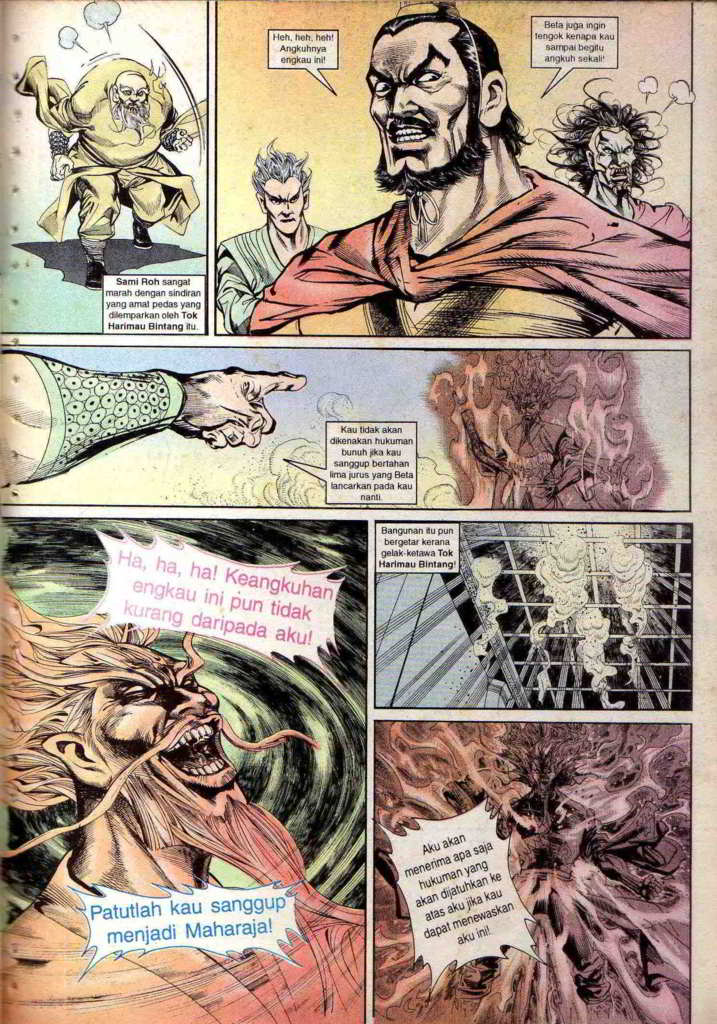 Sami Roh sangat
marah dengan sindiran
yang amat pedas yang
dilemparkan oleh Tok
Harimau Bintang itu.
Heh, heh, heh!
Angkuhnya
engkau ini!
Beta juga ingin
tengok kenapa kau
sampai begitu
angkuh sekali!
Kau tidak akan
dikenakan hukuman
bunuh jika kau
sanggup bertahan
lima jurus yang Beta
lancarkan pada kau
nanti.
Ha, ha, ha! Keangkuhan
engkau ini pun tidak
kurang daripada aku!
Patutlah kau sanggup
menjadi Maharaja!
Bangunan itu pun
bergetar kerana
gelak-ketawa Tok
Harimau Bintang!
Aku akan
menerima apa saja
hukuman yang
akan dijatuhkan ke
atas aku jika kau
dapat menewaskan
aku ini!